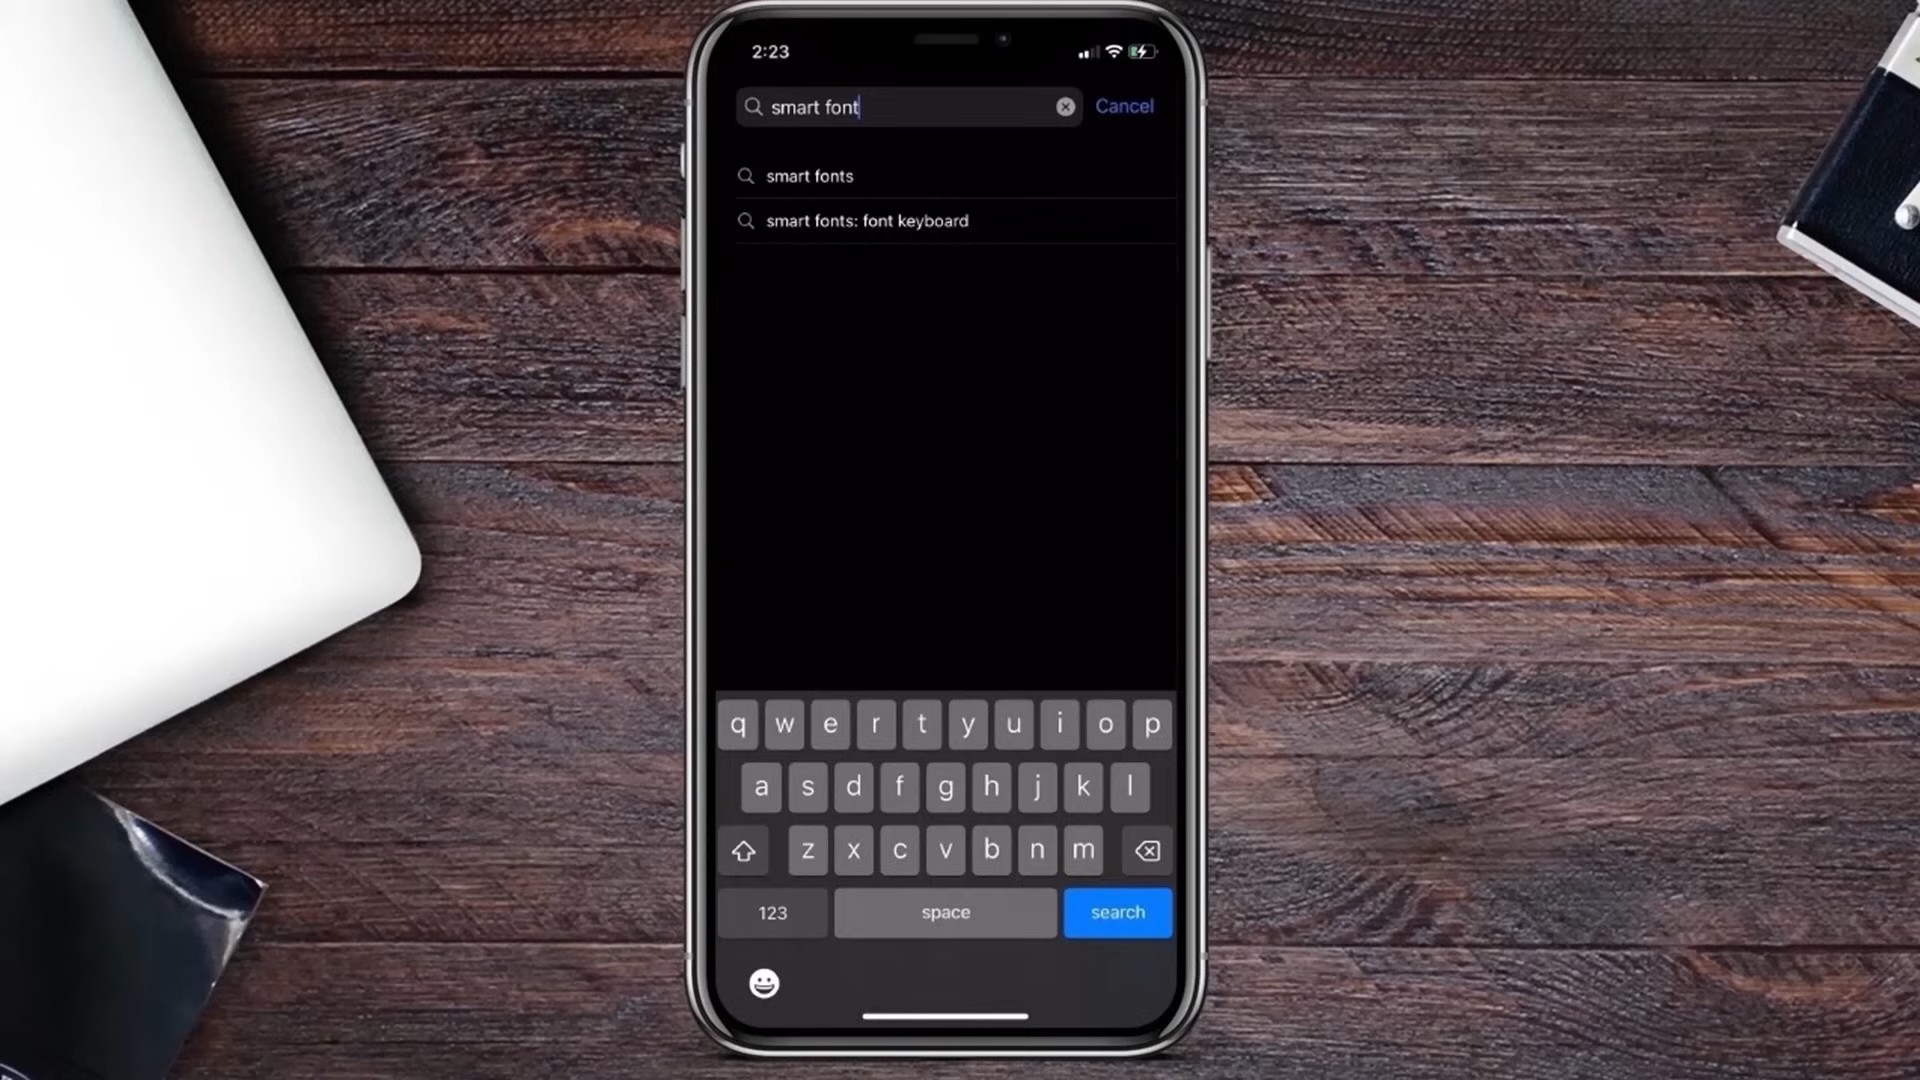 2:23
smart font
Cancel
smart fonts
smart fonts: font keyboard
q w e r t y u i o p
a s d f g h j k l
z x c v b n m
123 space search